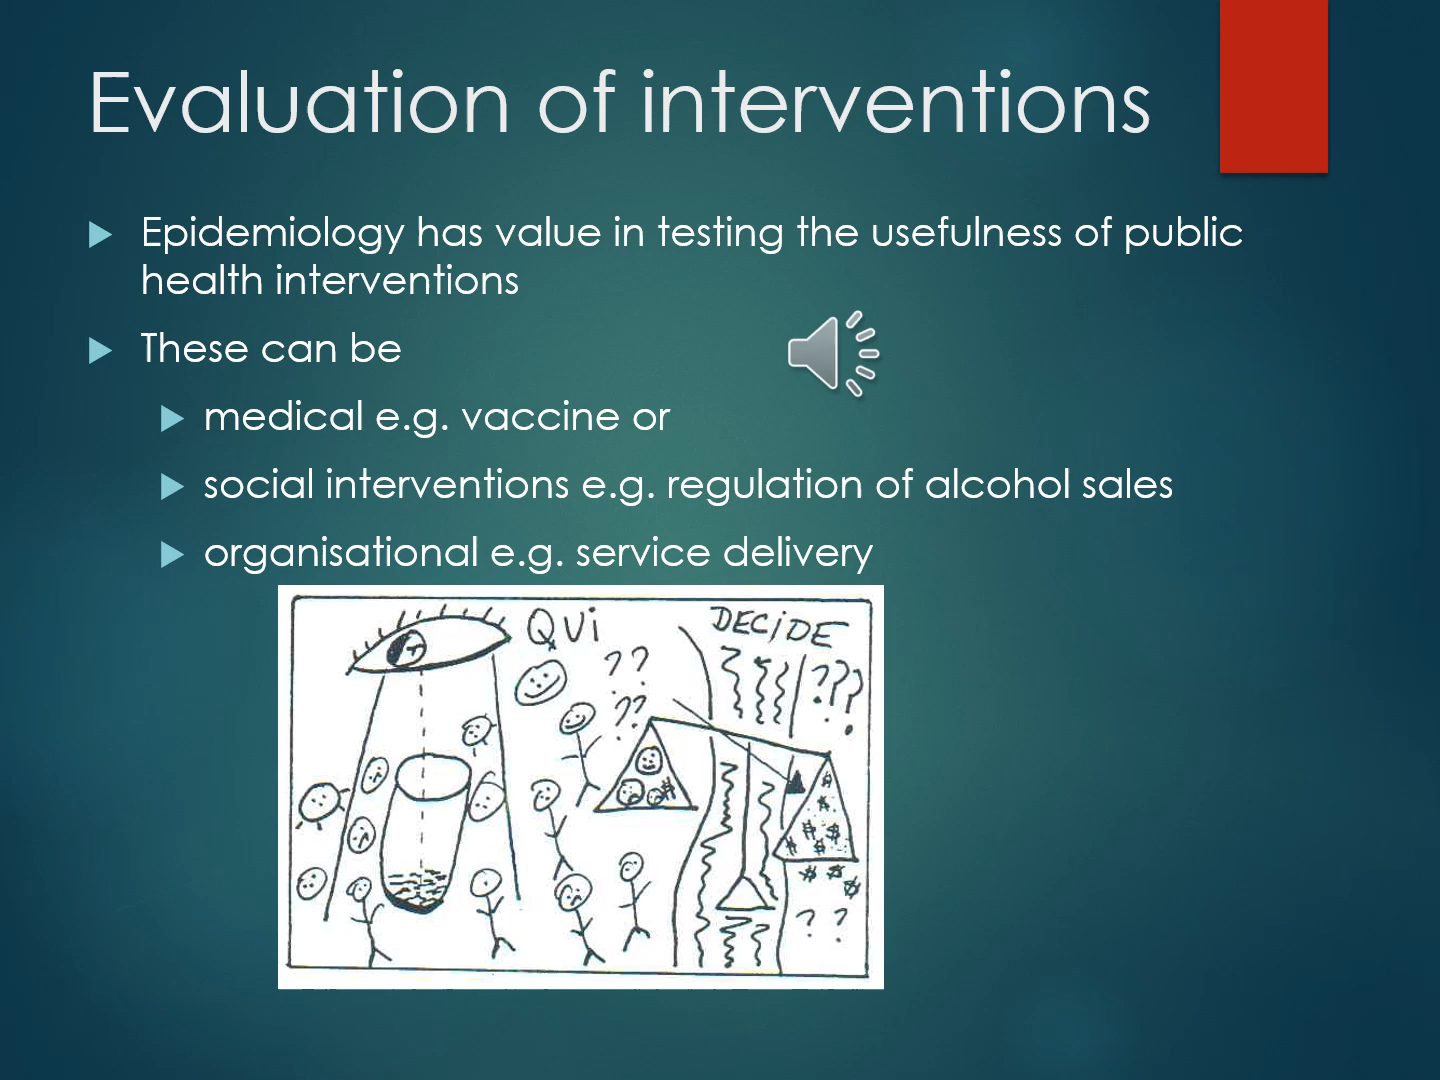 Evaluation of interventions
Epidemiology has value in testing the usefulness of public
health interventions
These can be
medical e.g. vaccine or
social interventions e.g. regulation of alcohol sales
organisational e.g. service delivery
QUi DECiDE
?? ???
??
$
$
$ $
$ $
$ $ $
? ?